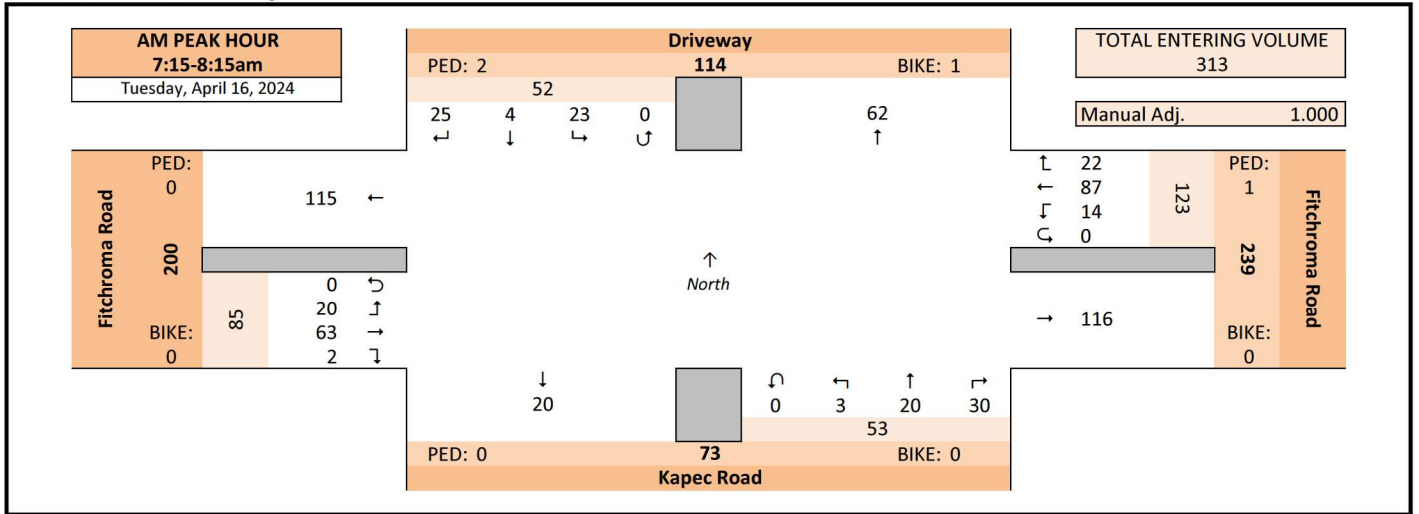 AM PEAK HOUR
7:15-8:15am
Tuesday, April 16, 2024
Driveway
PED: 2 114 BIKE: 1
52
25 4 23 0
↵ ↓ ↳ ↺
62
↑
TOTAL ENTERING VOLUME
313
Manual Adj. 1.000
Fitchroma Road
PED:
0
200
BIKE:
0
115 ←
85
0 ↺
20 ↰
63 →
2 ↴
↑
North
↱ 22
← 87
↲ 14
↺ 0
123
→ 116
PED:
1
239
BIKE:
0
Fitchroma Road
↓
20
↺ ↰ ↑ ↱
0 3 20 30
53
PED: 0 73 BIKE: 0
Kapec Road